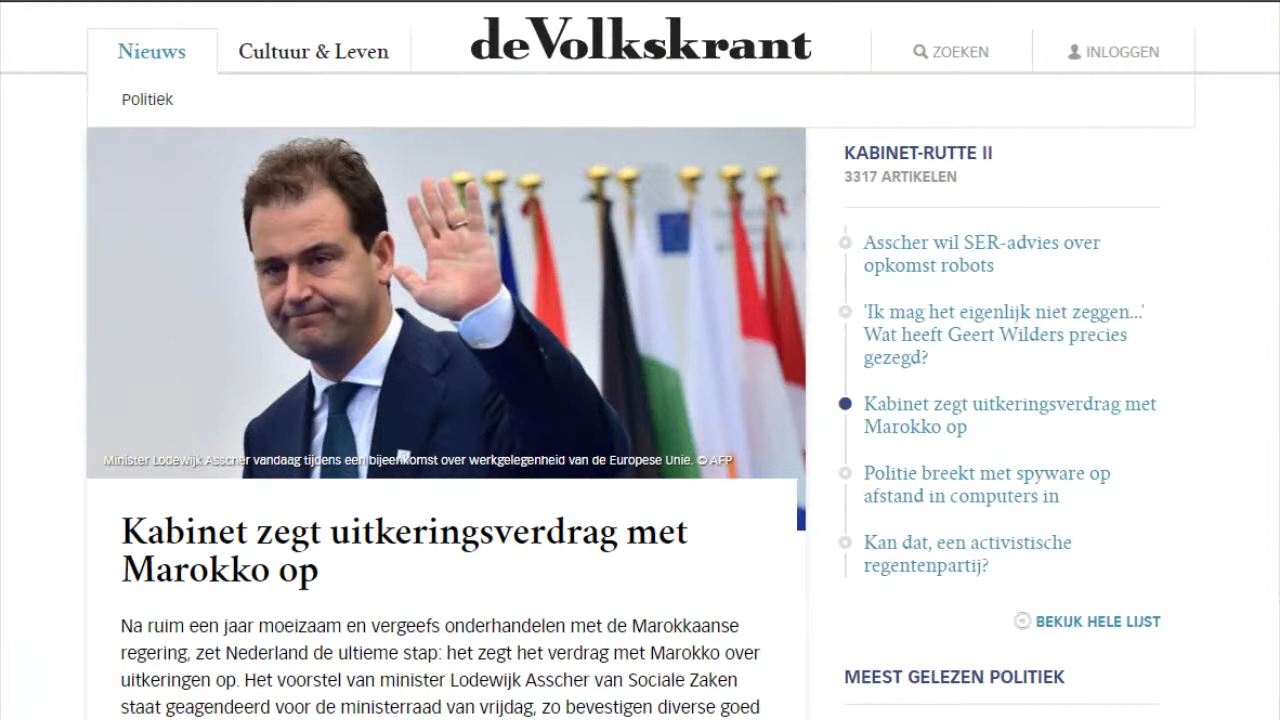 de Volkskrant
Nieuws
Cultuur & Leven
ZOEKEN
INLOGGEN
Politiek
Minister Lodewijk Asscher vandaag tijdens een bijeenkomst over werkgelegenheid van de Europese Unie. © AFP
Kabinet zegt uitkeringsverdrag met
Marokko op
Na ruim een jaar moeizaam en vergeefs onderhandelen met de Marokkaanse
regering, zet Nederland de ultieme stap: het zegt het verdrag met Marokko over
uitkeringen op. Het voorstel van minister Lodewijk Asscher van Sociale Zaken
staat geagendeerd voor de ministerraad van vrijdag, zo bevestigen diverse goed
KABINET-RUTTE II
3317 ARTIKELEN
Asscher wil SER-advies over
opkomst robots
'Ik mag het eigenlijk niet zeggen...'
Wat heeft Geert Wilders precies
gezegd?
Kabinet zegt uitkeringsverdrag met
Marokko op
Politie breekt met spyware op
afstand in computers in
Kan dat, een activistische
regentenpartij?
BEKIJK HELE LIJST
MEEST GELEZEN POLITIEK